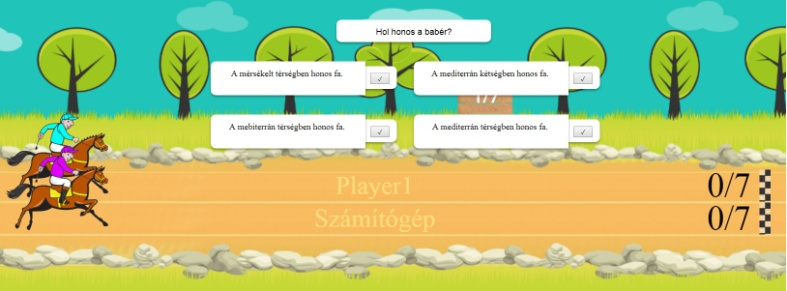 Hol honos a babér?
A mérsékelt térségben honos fa.
✓
A mediterrán kétségben honos fa.
✓
1/7
A mebiterrán térségben honos fa.
✓
A mediterrán térségben honos fa.
✓
Player1
0/7
Számítógép
0/7